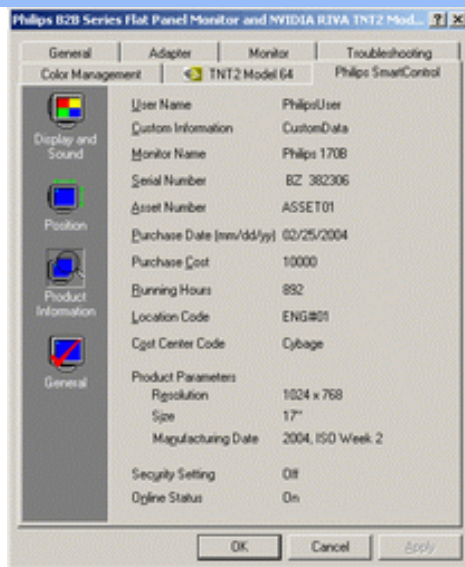 Philips B2B Series Flat Panel Monitor and NVIDIA RIVA TNT2 Mod...
General Adapter Monitor Troubleshooting
Color Management TNT2 Model 64 Philips SmartControl
Display and
Sound
Position
Product
Information
General
User Name PhilipsUser
Custom Information CustomData
Monitor Name Philips 170B
Serial Number BZ 382306
Asset Number ASSET01
Purchase Date (mm/dd/yy) 02/25/2004
Purchase Cost 10000
Running Hours 892
Location Code ENG#01
Cost Center Code Cybage
Product Parameters
Resolution 1024 x 768
Size 17"
Manufacturing Date 2004, ISO Week 2
Security Setting Off
Online Status On
OK Cancel Apply